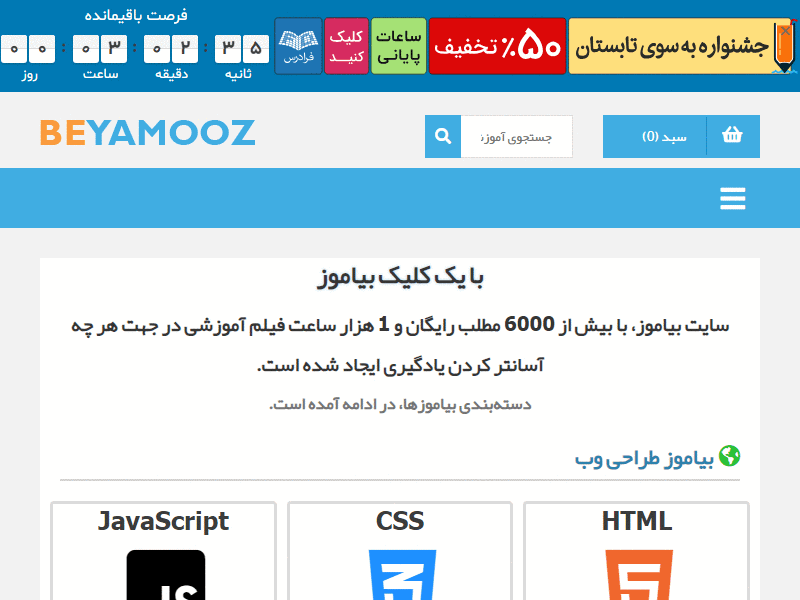 جشنواره به سوی تابستان
۵۰٪ تخفیف
ساعات
پایانی
کلیک
کنیـد
فرادرس
فرصت باقیمانده
۰۰ : ۰۳ : ۰۲ : ۳۵
روز ساعت دقیقه ثانیه
BEYAMOOZ
جستجوی آموزش
سبد (0)
با یک کلیک بیاموز
سایت بیاموز، با بیش از 6000 مطلب رایگان و 1 هزار ساعت فیلم آموزشی در جهت هر چه
آسانتر کردن یادگیری ایجاد شده است.
دسته‌بندی بیاموزها، در ادامه آمده است.
بیاموز طراحی وب
HTML
CSS
JavaScript
JS